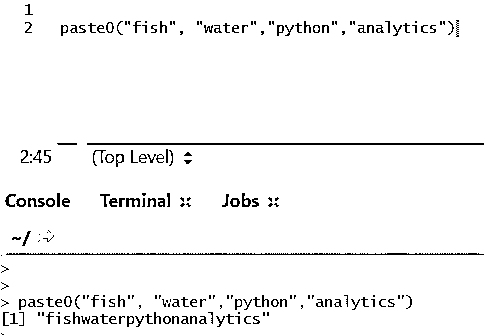 1
2 paste0("fish", "water","python","analytics")
2:45 (Top Level)
Console Terminal Jobs
~/
>
>
> paste0("fish", "water","python","analytics")
[1] "fishwaterpythonanalytics"
>